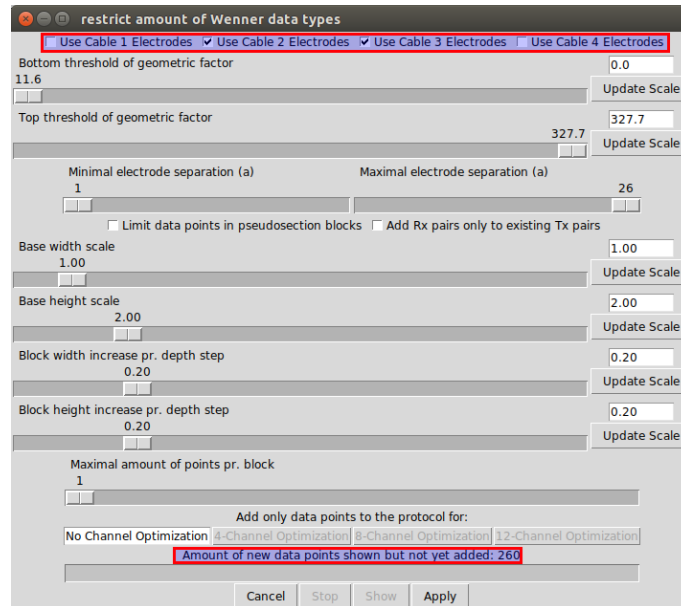 restrict amount of Wenner data types
Use Cable 1 Electrodes Use Cable 2 Electrodes Use Cable 3 Electrodes Use Cable 4 Electrodes
Bottom threshold of geometric factor
0.0
11.6
Update Scale
Top threshold of geometric factor
327.7
327.7
Update Scale
Minimal electrode separation (a) Maximal electrode separation (a)
1 26
Limit data points in pseudosection blocks Add Rx pairs only to existing Tx pairs
Base width scale
1.00
1.00
Update Scale
Base height scale
2.00
2.00
Update Scale
Block width increase pr. depth step
0.20
0.20
Update Scale
Block height increase pr. depth step
0.20
0.20
Update Scale
Maximal amount of points pr. block
1
Add only data points to the protocol for:
No Channel Optimization 4-Channel Optimization 8-Channel Optimization 12-Channel Optimization
Amount of new data points shown but not yet added: 260
Cancel Stop Show Apply